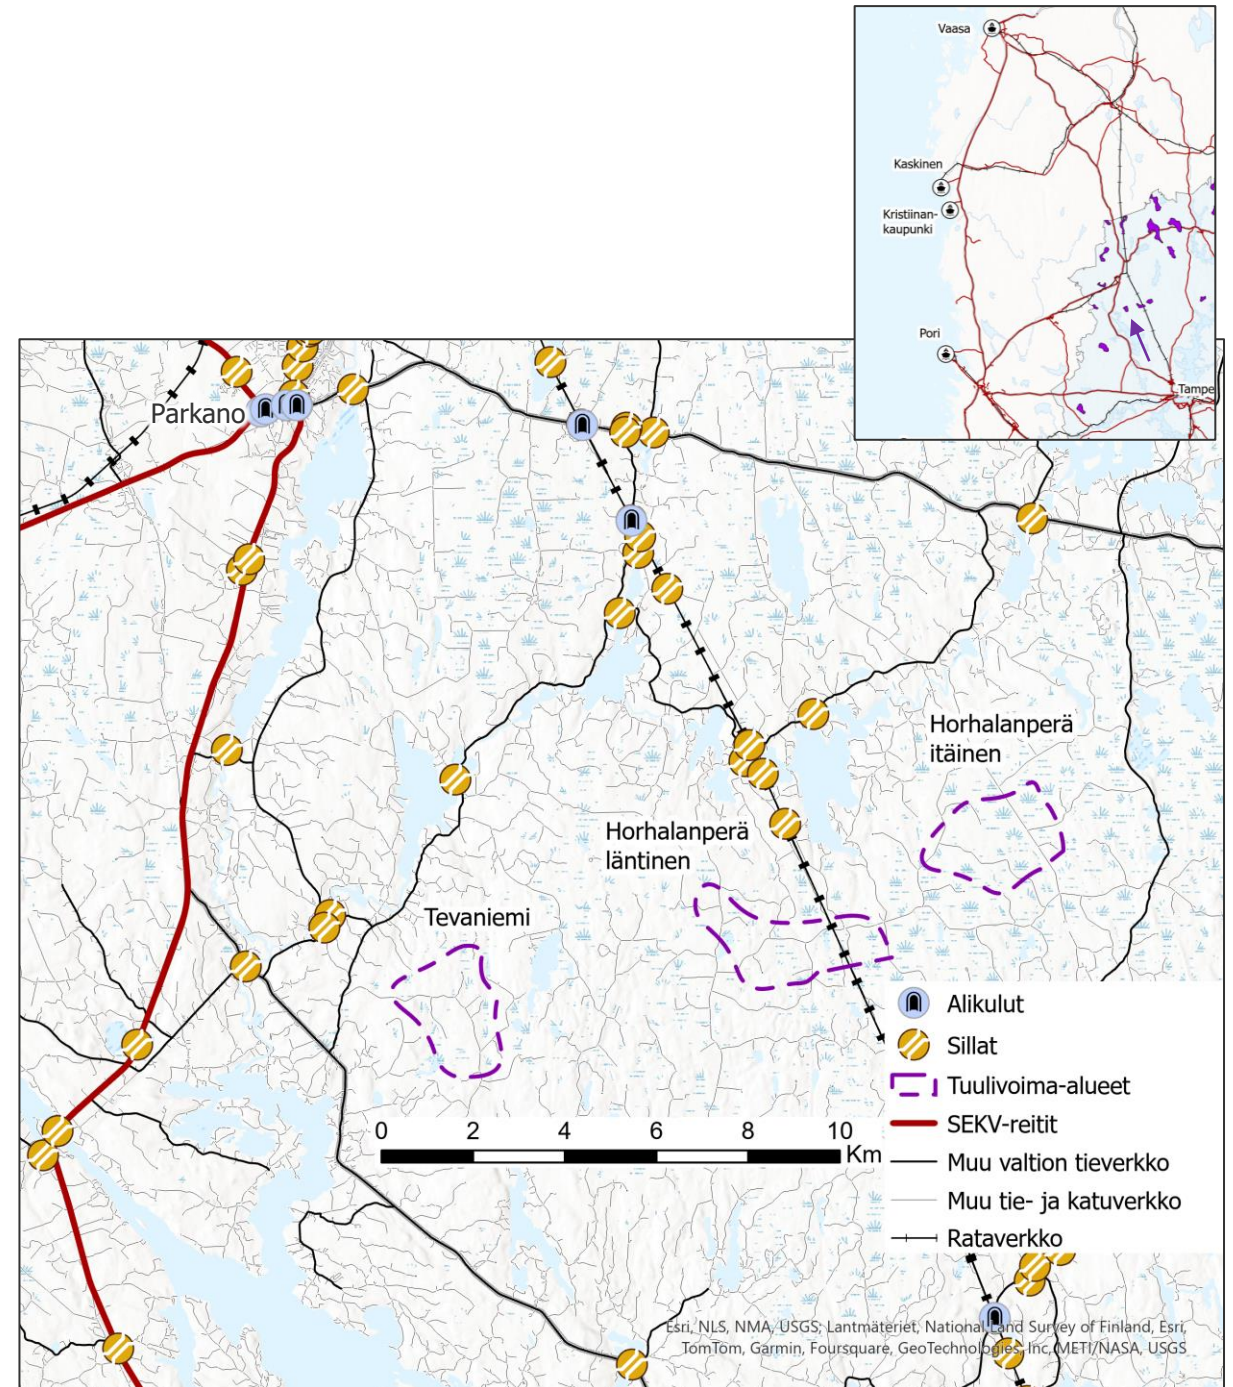 Vaasa
Kaskinen
Kristiinan-
kaupunki
Pori
Tampe
Parkano
Horhalanperä
itäinen
Horhalanperä
läntinen
Tevaniemi
Alikulut
Sillat
Tuulivoima-alueet
SEKV-reitit
Muu valtion tieverkko
Muu tie- ja katuverkko
Rataverkko
0 2 4 6 8 10
Km
Esri, NLS, NMA, USGS, Lantmäteriet, National Land Survey of Finland, Esri,
TomTom, Garmin, Foursquare, GeoTechnologies, Inc, METI/NASA, USGS